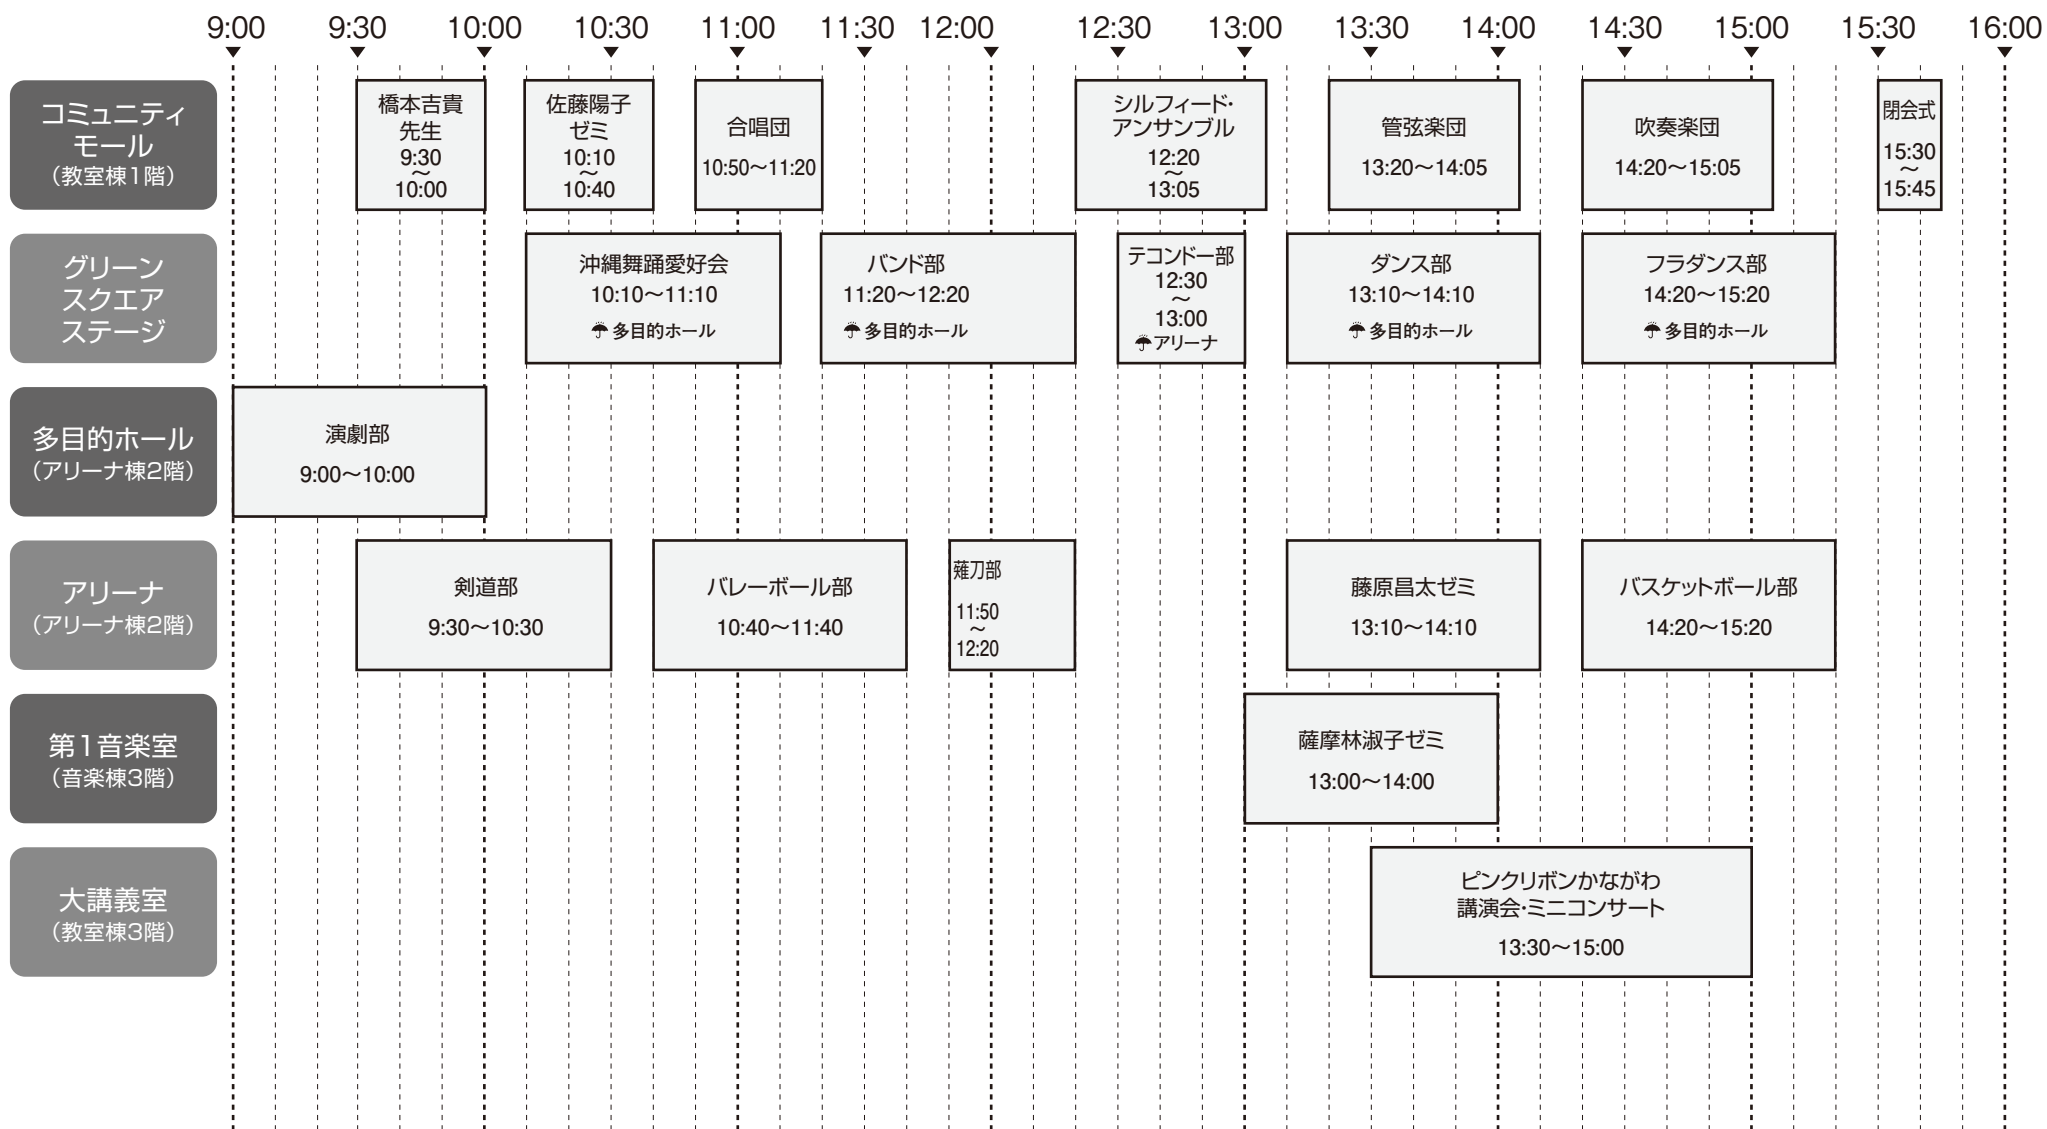 9:00
9:30
10:00
10:30
11:00
11:30
12:00
12:30
13:00
13:30
14:00
14:30
15:00
15:30
16:00
コミュニティ
モール
（教室棟1階）
橋本吉貴
先生
9:30
〜
10:00
佐藤陽子
ゼミ
10:10
〜
10:40
合唱団
10:50〜11:20
シルフィード・
アンサンブル
12:20
〜
13:05
管弦楽団
13:20〜14:05
吹奏楽団
14:20〜15:05
閉会式
15:30
〜
15:45
グリーン
スクエア
ステージ
沖縄舞踊愛好会
10:10〜11:10
多目的ホール
バンド部
11:20〜12:20
多目的ホール
テコンドー部
12:30
〜
13:00
アリーナ
ダンス部
13:10〜14:10
多目的ホール
フラダンス部
14:20〜15:20
多目的ホール
多目的ホール
（アリーナ棟2階）
演劇部
9:00〜10:00
アリーナ
（アリーナ棟2階）
剣道部
9:30〜10:30
バレーボール部
10:40〜11:40
薙刀部
11:50
〜
12:20
藤原昌太ゼミ
13:10〜14:10
バスケットボール部
14:20〜15:20
第1音楽室
（音楽棟3階）
薩摩林淑子ゼミ
13:00〜14:00
大講義室
（教室棟3階）
ピンクリボンかながわ
講演会・ミニコンサート
13:30〜15:00